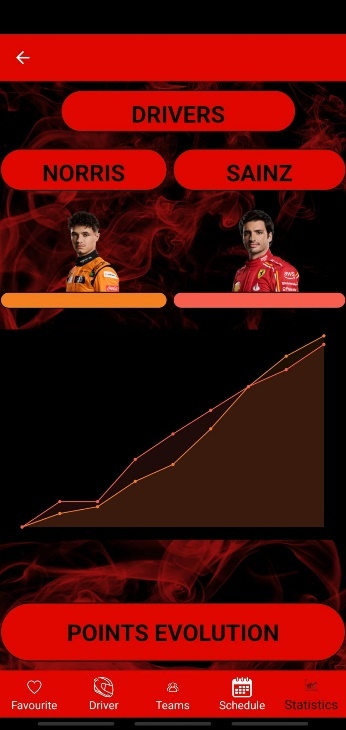 DRIVERS
NORRIS
SAINZ
POINTS EVOLUTION
Favourite
Driver
Teams
Schedule
Statistics